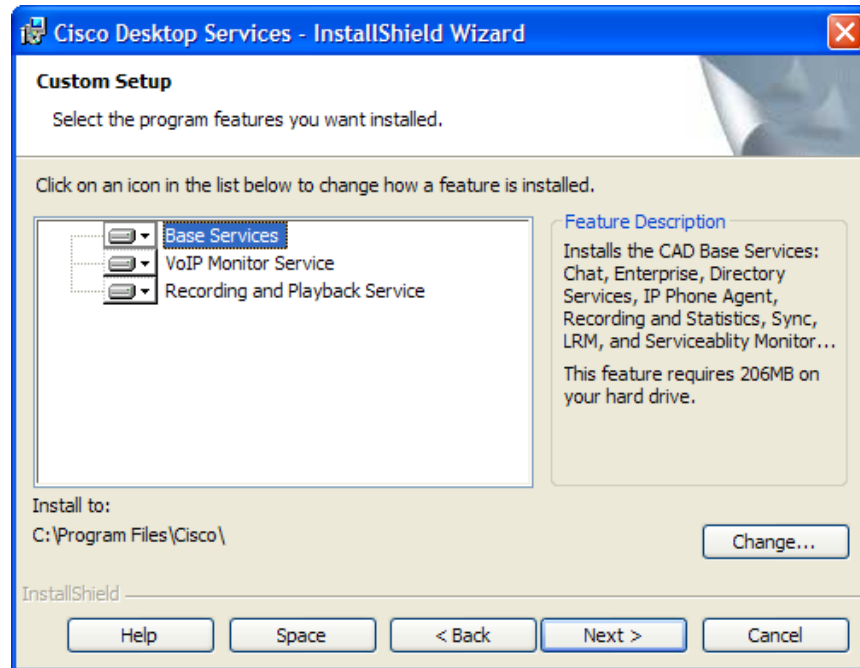 Cisco Desktop Services - InstallShield Wizard
Custom Setup
Select the program features you want installed.
Click on an icon in the list below to change how a feature is installed.
Base Services
VoIP Monitor Service
Recording and Playback Service
Feature Description
Installs the CAD Base Services:
Chat, Enterprise, Directory
Services, IP Phone Agent,
Recording and Statistics, Sync,
LRM, and Serviceablity Monitor...
This feature requires 206MB on
your hard drive.
Install to:
C:\Program Files\Cisco\
Change...
InstallShield
Help
Space
< Back
Next >
Cancel